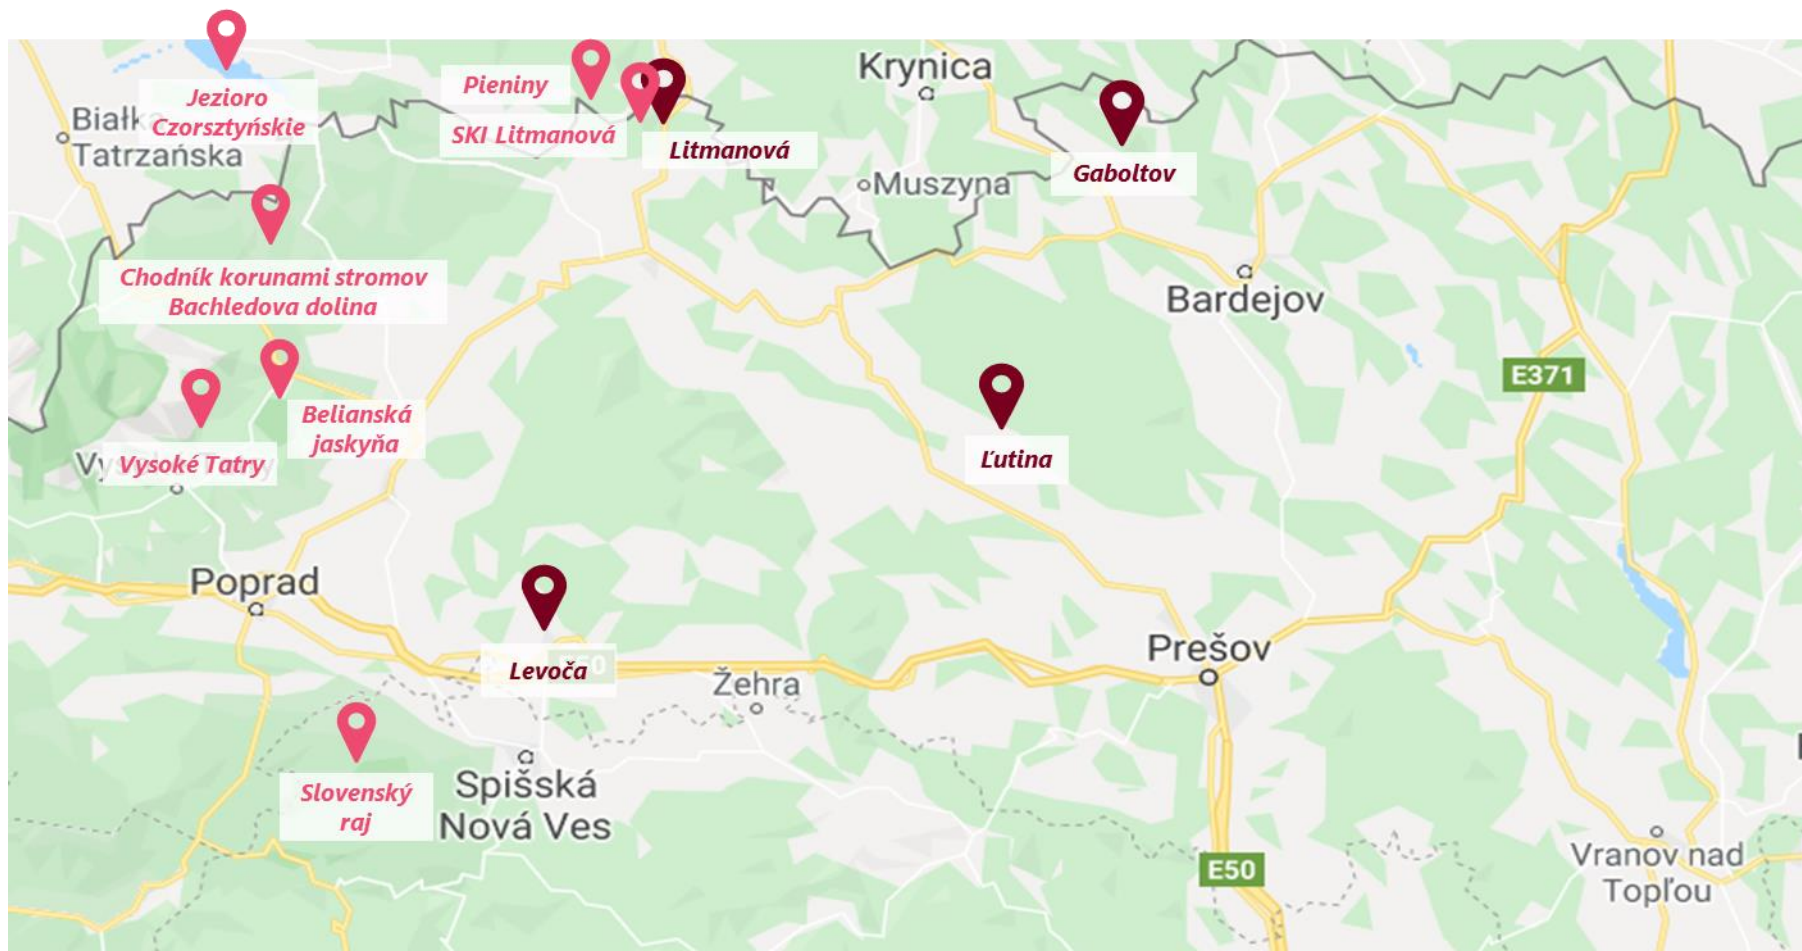 Jezioro
Czorsztyńskie
Białk
Tatrzańska
Pieniny
SKI Litmanová
Litmanová
Krynica
Muszyna
Gaboltov
Bardejov
Chodník korunami stromov
Bachledova dolina
Belianská
jaskyňa
Vysoké Tatry
E371
Ľutina
Poprad
Levoča
Žehra
Prešov
Slovenský
raj
Spišská
Nová Ves
E50
Vranov nad
Topľou